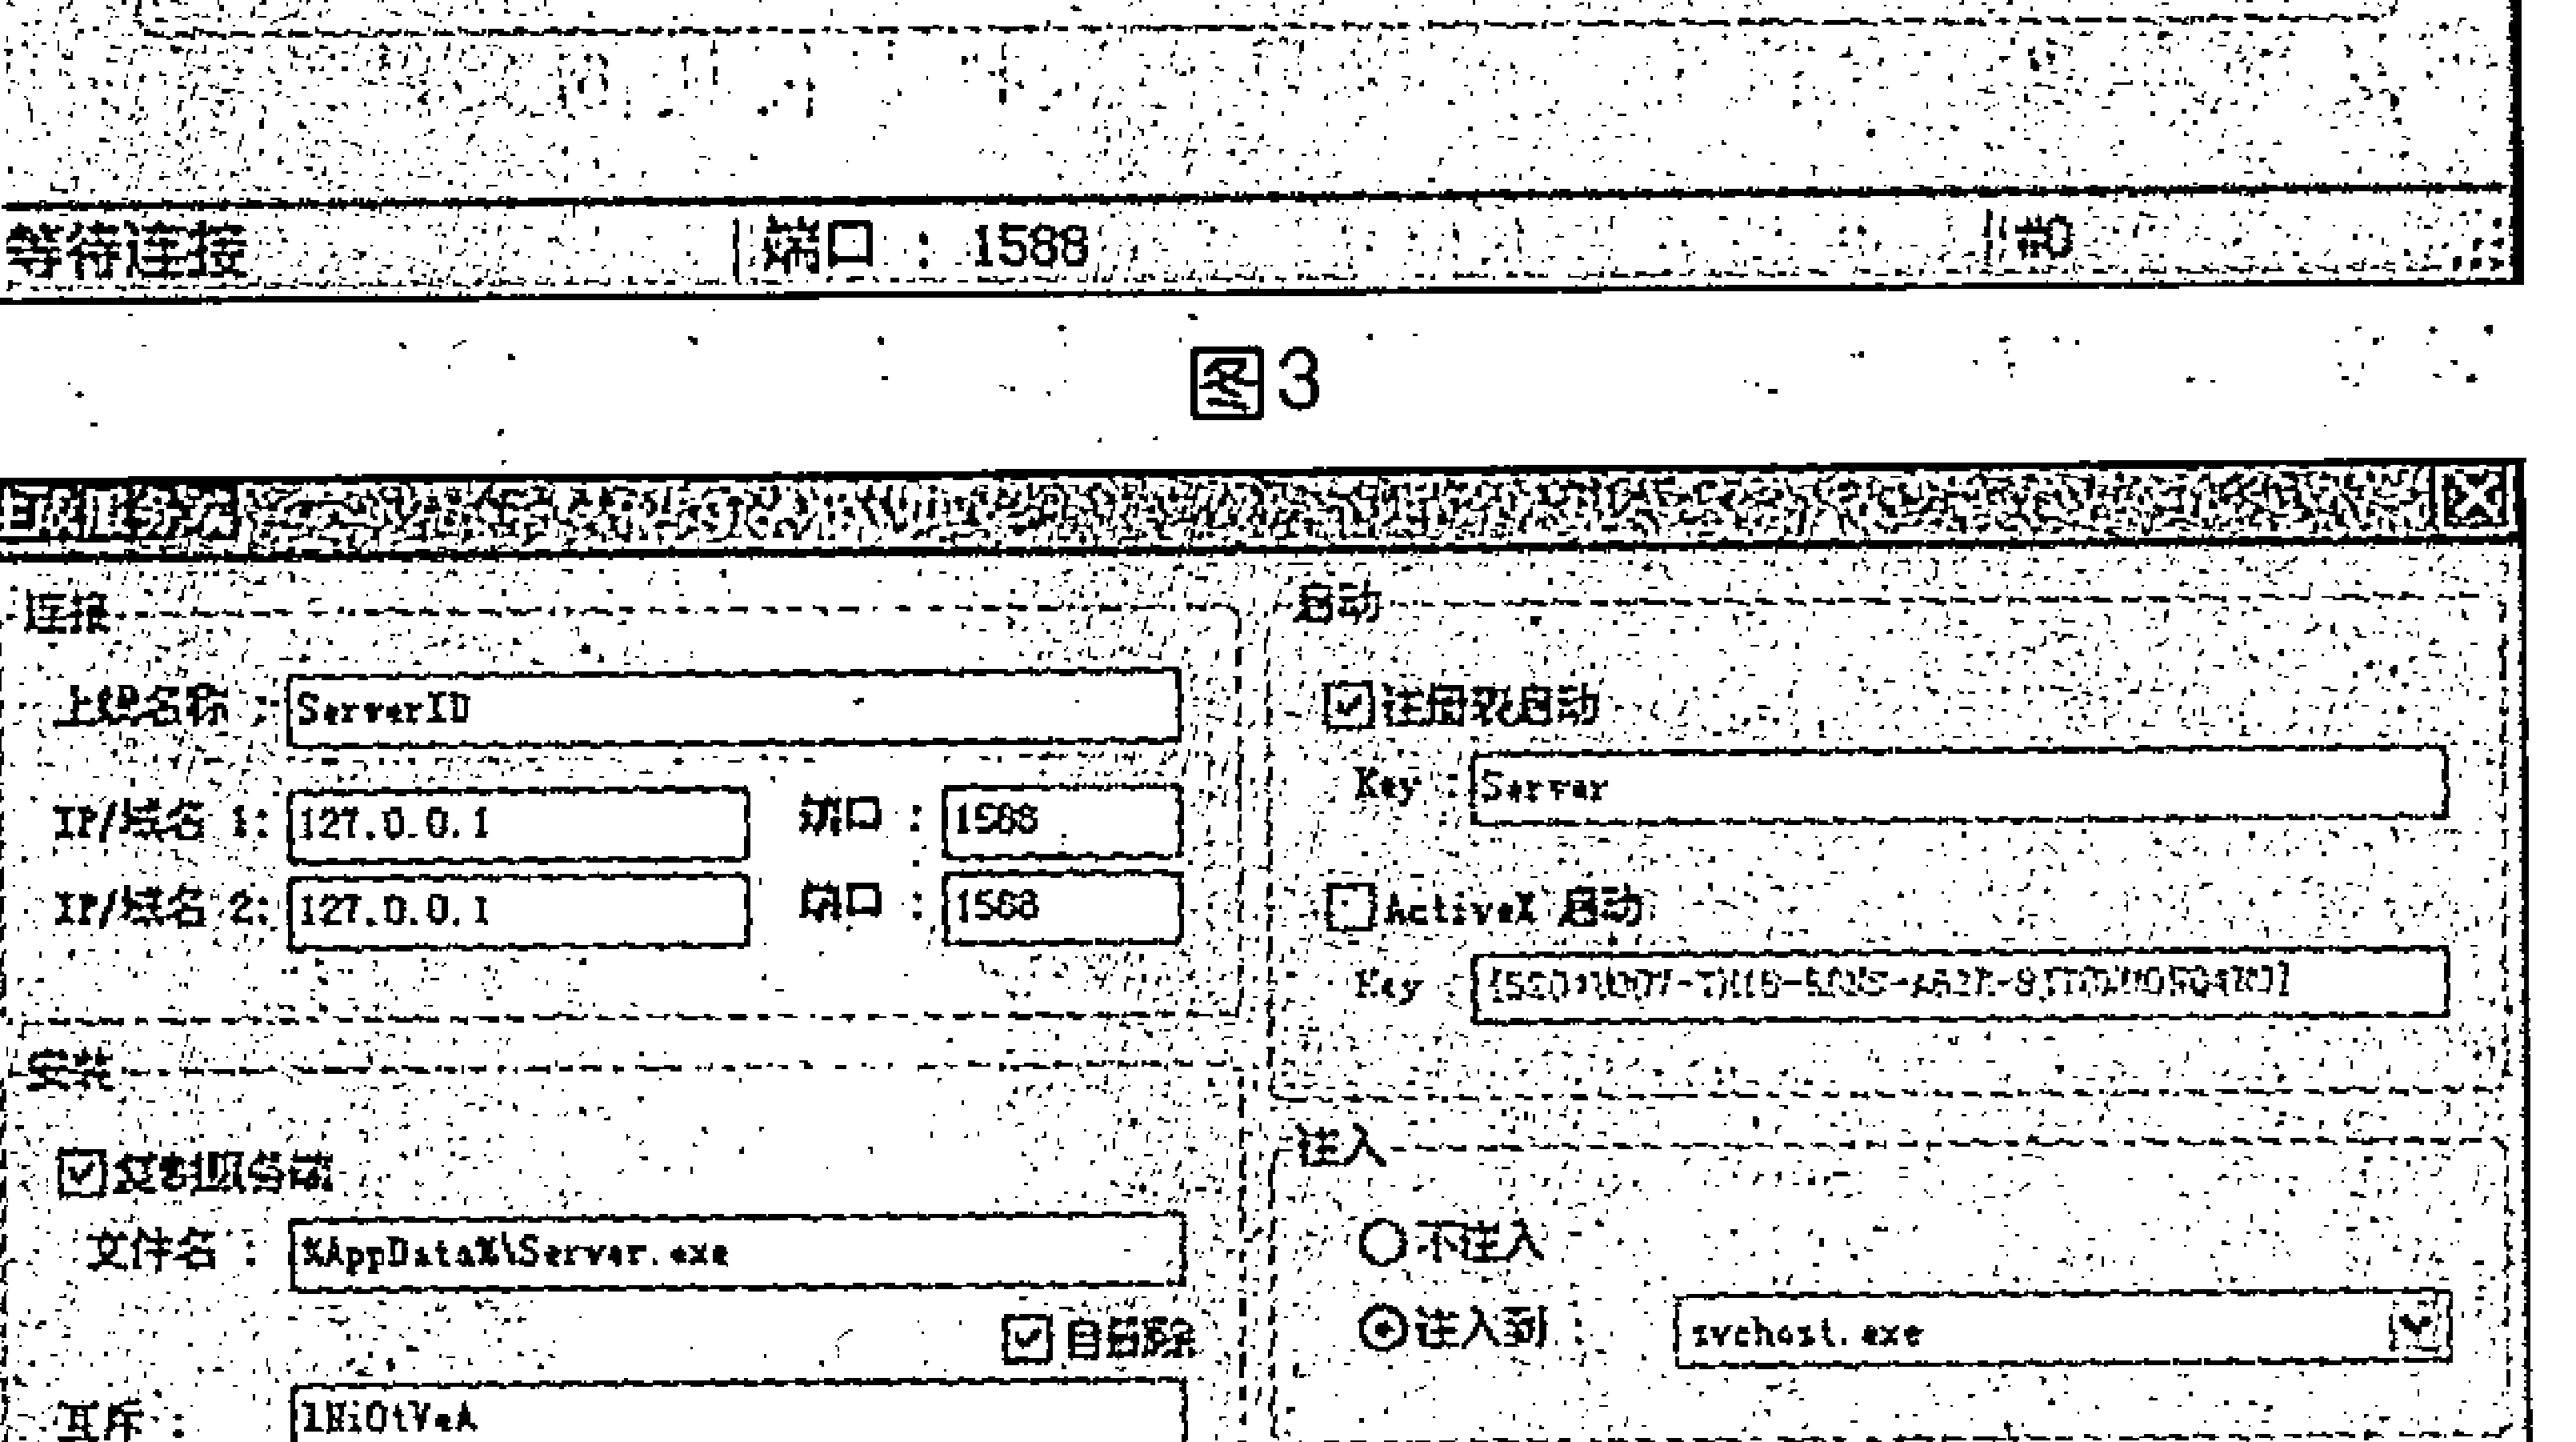 等待连接 端口 : 1588 #0
图3
连接
上线名称 : ServerID
IP/域名 1: 127.0.0.1 端口 : 1588
IP/域名 2: 127.0.0.1 端口 : 1588
安装
文件名 : %AppData%\Server.exe
自删除
互斥 :
启动
注册表启动
Key : Server
ActiveX 启动
Key :
注入
不注入
注入到 : svchost.exe